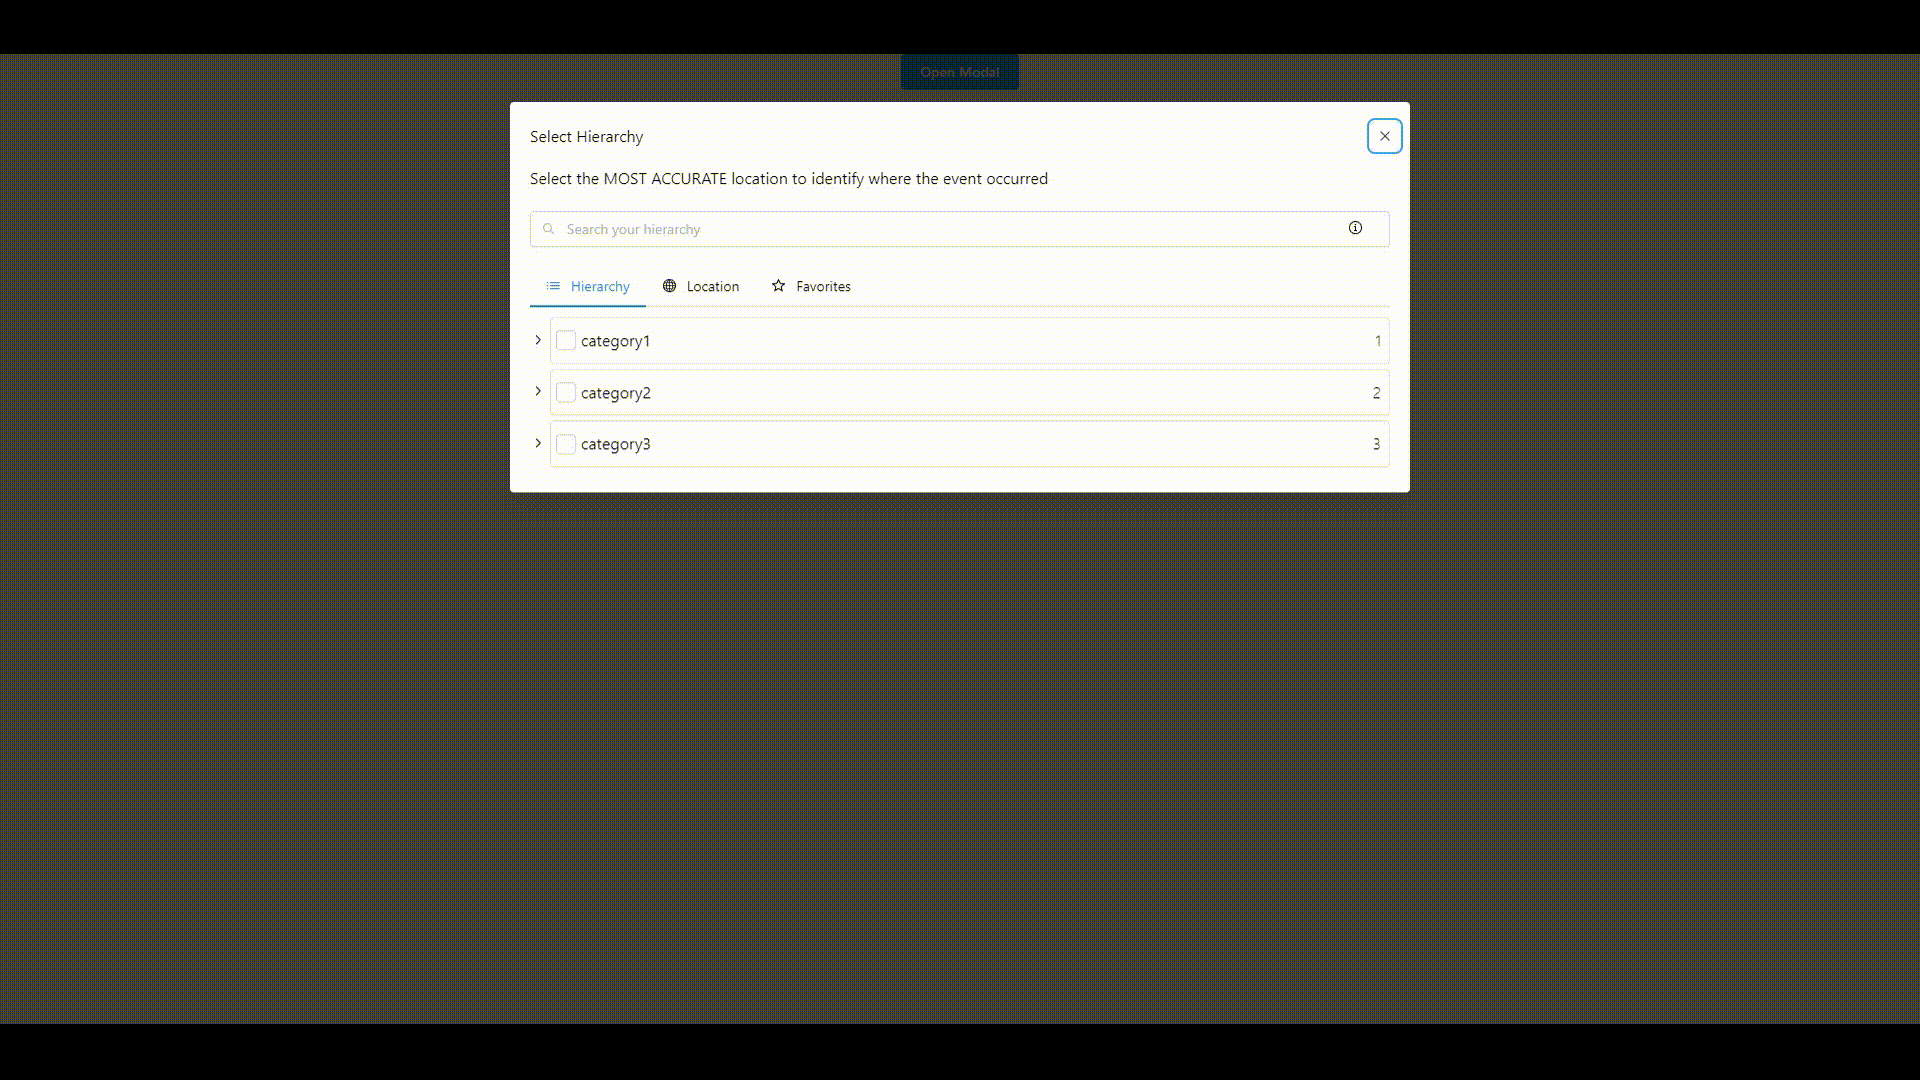 Open Modal
Select Hierarchy
Select the MOST ACCURATE location to identify where the event occurred
Search your hierarchy
Hierarchy Location Favorites
category1 1
category2 2
category3 3